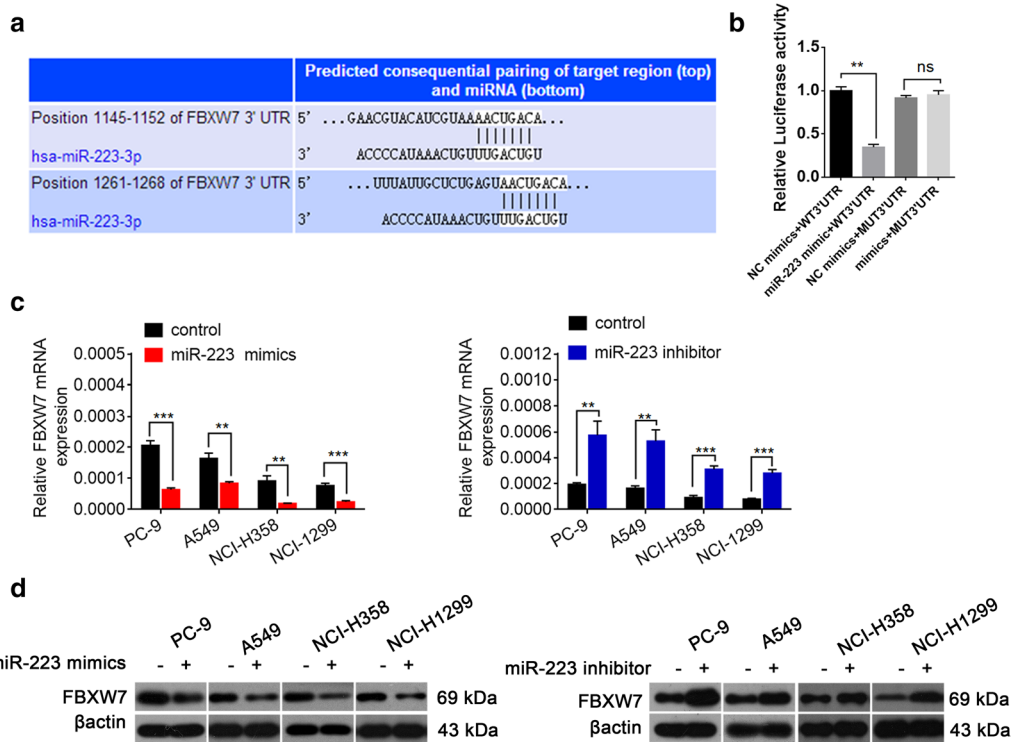 a
Predicted consequential pairing of target region (top)
and miRNA (bottom)
Position 1145-1152 of FBXW7 3' UTR 5' ...GAACGUACAUCGUAAAACUGACA...
hsa-miR-223-3p 3' ACCCCAUAAACUGUUUGACUGU
Position 1261-1268 of FBXW7 3' UTR 5' ...UUUAUUGCUCUGAGUAACUGACA...
hsa-miR-223-3p 3' ACCCCAUAAACUGUUUGACUGU
b
Relative Luciferase activity
1.5
1.0
0.5
0.0
**
ns
NC mimics+WT3'UTR
miR-223 mimic+WT3'UTR
NC mimics+MUT3'UTR
mimics+MUT3'UTR
c
control
miR-223 mimics
Relative FBXW7 mRNA
expression
0.0005
0.0004
0.0003
0.0002
0.0001
0.0000
***
**
**
***
PC-9
A549
NCI-H358
NCI-1299
control
miR-223 inhibitor
Relative FBXW7 mRNA
expression
0.0012
0.0010
0.0008
0.0006
0.0004
0.0002
0.0000
**
**
***
***
PC-9
A549
NCI-H358
NCI-1299
d
PC-9 A549 NCI-H358 NCI-H1299
miR-223 mimics - + - + - + - +
FBXW7 69 kDa
βactin 43 kDa
PC-9 A549 NCI-H358 NCI-H1299
miR-223 inhibitor - + - + - + - +
FBXW7 69 kDa
βactin 43 kDa